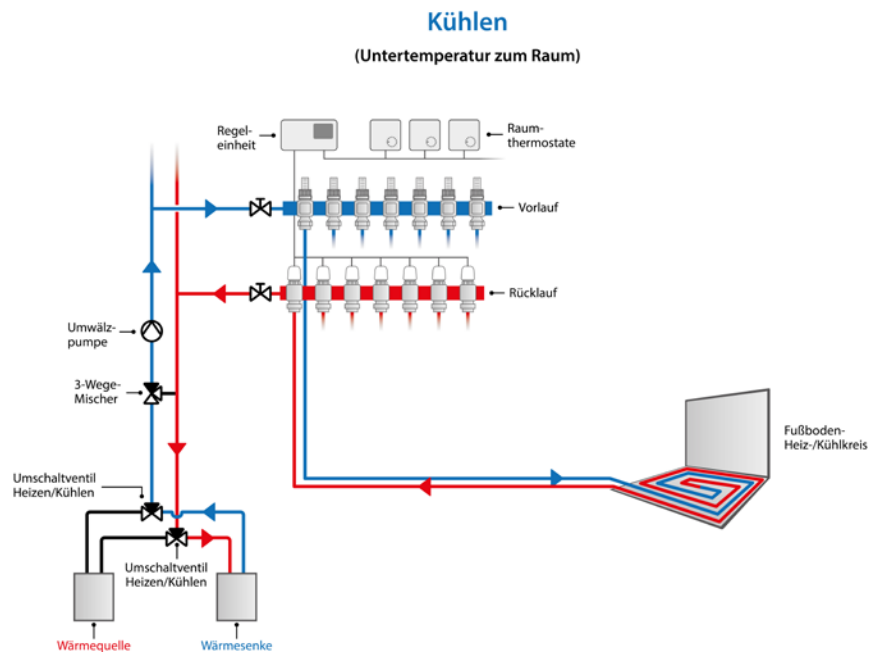 Kühlen
(Untertemperatur zum Raum)
Regel-
einheit
Raum-
thermostate
Vorlauf
Rücklauf
Umwälz-
pumpe
3-Wege-
Mischer
Fußboden-
Heiz-/Kühlkreis
Umschaltventil
Heizen/Kühlen
Umschaltventil
Heizen/Kühlen
Wärmequelle
Wärmesenke